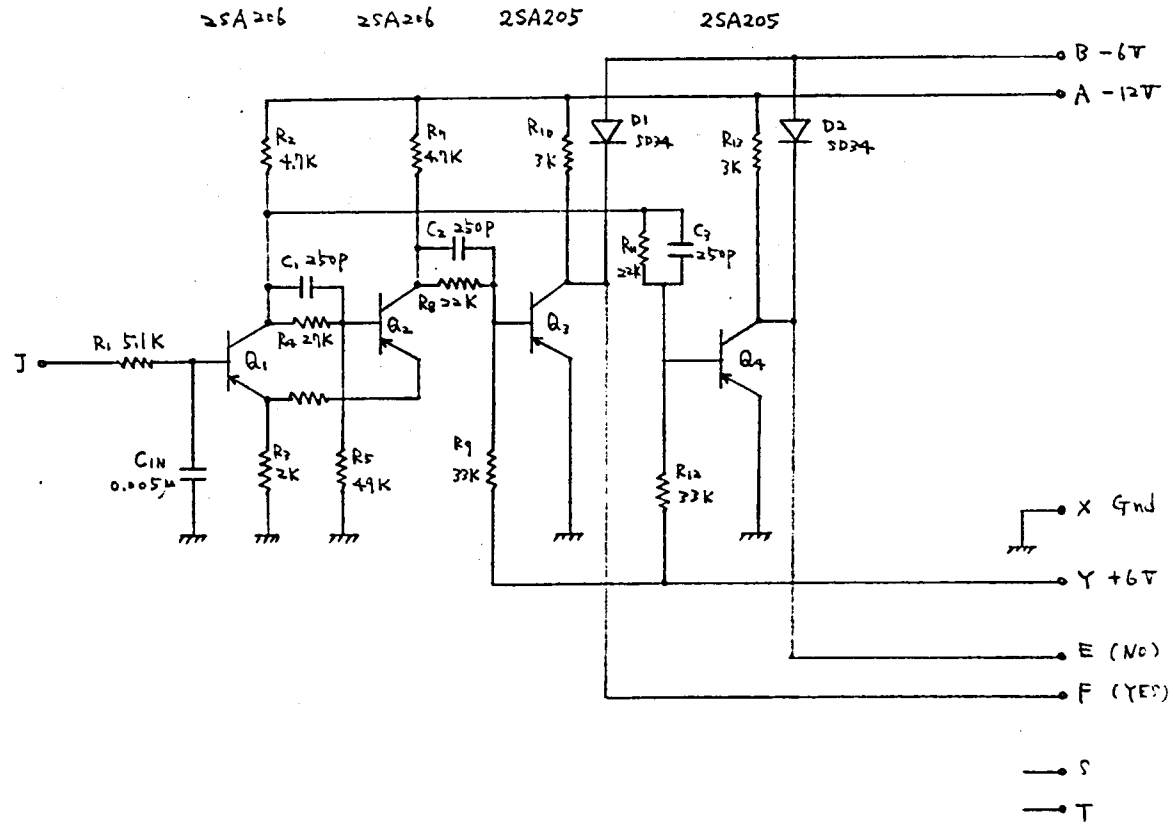 2SA206
2SA206
2SA205
2SA205
B -6V
A -12V
R2
4.7K
R7
4.7K
R10
3K
D1
SD34
R13
3K
D2
SD34
C2 250P
C3
250P
R11
22K
C1 250P
R8 22K
Q2
Q3
R1 5.1K
R4 27K
J
Q1
Q4
CIN
0.005μ
R3
2K
R5
49K
R9
33K
R12
33K
X Gnd
Y +6V
E (NO)
F (YES)
S
T